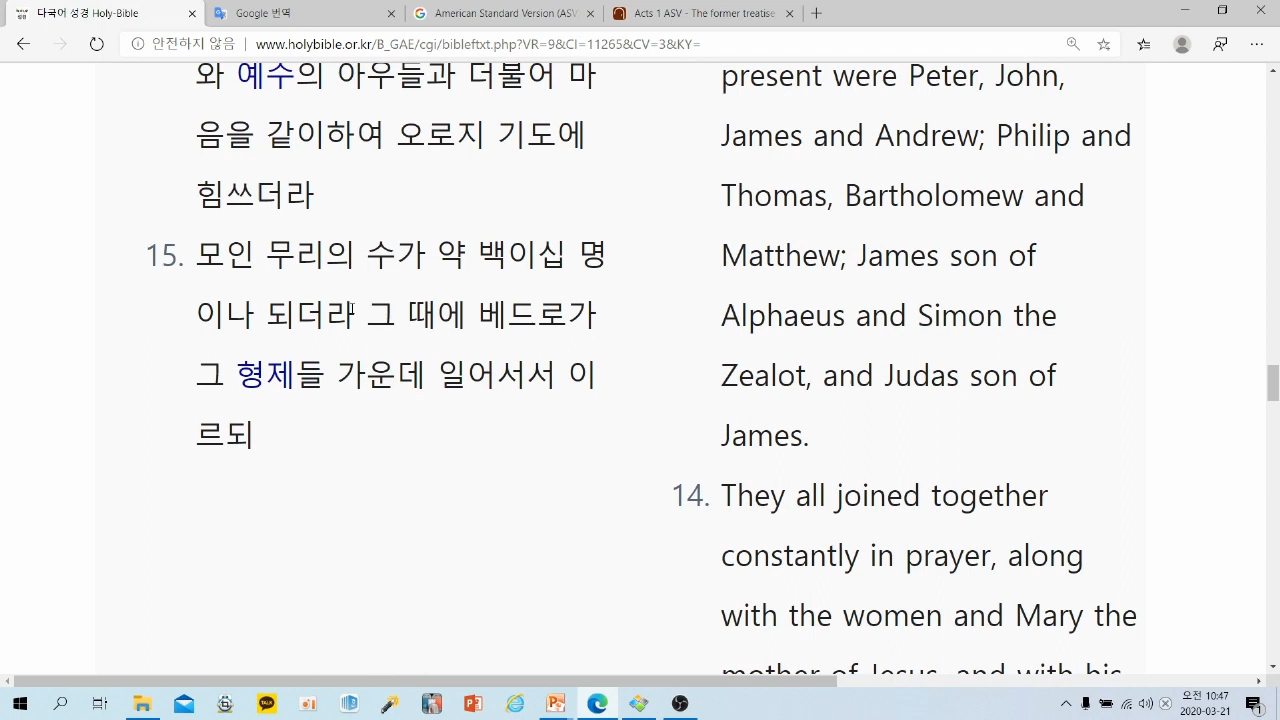 다국어 성경 Holy-Bible
Google 번역
American Standard Version (ASV
Acts 1 ASV - The former treatise
안전하지 않음
www.holybible.or.kr/B_GAE/cgi/bibleftxt.php?VR=9&CI=11265&CV=3&KY=
와 예수의 아우들과 더불어 마
음을 같이하여 오로지 기도에
힘쓰더라
15. 모인 무리의 수가 약 백이십 명
이나 되더라 그 때에 베드로가
그 형제들 가운데 일어서서 이
르되
present were Peter, John,
James and Andrew; Philip and
Thomas, Bartholomew and
Matthew; James son of
Alphaeus and Simon the
Zealot, and Judas son of
James.
14. They all joined together
constantly in prayer, along
with the women and Mary the
mother of Jesus, and with his
TALK
오전 10:47
2020-03-21
1